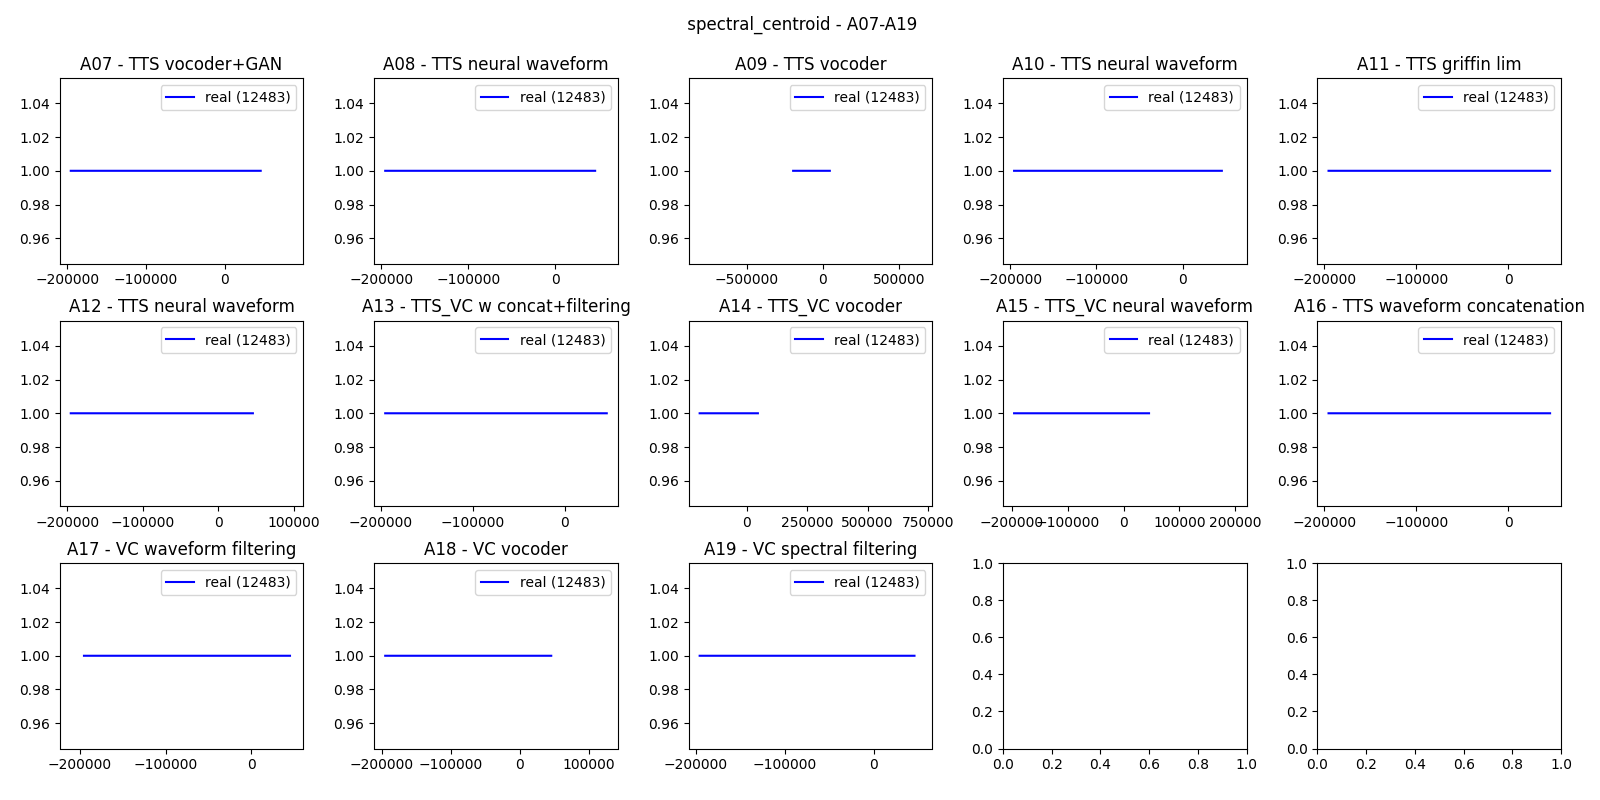 spectral_centroid - A07-A19
A07 - TTS vocoder+GAN
A08 - TTS neural waveform
A09 - TTS vocoder
A10 - TTS neural waveform
A11 - TTS griffin lim
1.04 1.02 1.00 0.98 0.96
real (12483)
−200000 −100000 0
1.04 1.02 1.00 0.98 0.96
real (12483)
−200000 −100000 0
1.04 1.02 1.00 0.98 0.96
real (12483)
−500000 0 500000
1.04 1.02 1.00 0.98 0.96
real (12483)
−200000 −100000 0
1.04 1.02 1.00 0.98 0.96
real (12483)
−200000 −100000 0
A12 - TTS neural waveform
A13 - TTS_VC w concat+filtering
A14 - TTS_VC vocoder
A15 - TTS_VC neural waveform
A16 - TTS waveform concatenation
1.04 1.02 1.00 0.98 0.96
real (12483)
−200000 −100000 0 100000
1.04 1.02 1.00 0.98 0.96
real (12483)
−200000 −100000 0
1.04 1.02 1.00 0.98 0.96
real (12483)
0 250000 500000 750000
1.04 1.02 1.00 0.98 0.96
real (12483)
−200000 −100000 0 100000 200000
1.04 1.02 1.00 0.98 0.96
real (12483)
−200000 −100000 0
A17 - VC waveform filtering
A18 - VC vocoder
A19 - VC spectral filtering
1.04 1.02 1.00 0.98 0.96
real (12483)
−200000 −100000 0
1.04 1.02 1.00 0.98 0.96
real (12483)
−200000 −100000 0 100000
1.04 1.02 1.00 0.98 0.96
real (12483)
−200000 −100000 0
1.0 0.8 0.6 0.4 0.2 0.0
0.0 0.2 0.4 0.6 0.8 1.0
1.0 0.8 0.6 0.4 0.2 0.0
0.0 0.2 0.4 0.6 0.8 1.0